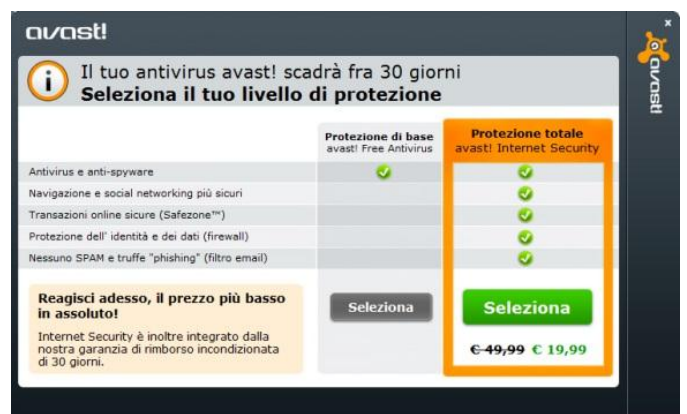 avast!
x
avast!
Il tuo antivirus avast! scadrà fra 30 giorni
Seleziona il tuo livello di protezione
Protezione di base
avast! Free Antivirus
Protezione totale
avast! Internet Security
Antivirus e anti-spyware
Navigazione e social networking più sicuri
Transazioni online sicure (Safezone™)
Protezione dell' identità e dei dati (firewall)
Nessuno SPAM e truffe "phishing" (filtro email)
Reagisci adesso, il prezzo più basso
in assoluto!
Internet Security è inoltre integrato dalla
nostra garanzia di rimborso incondizionata
di 30 giorni.
Seleziona
Seleziona
€ 49,99 € 19,99